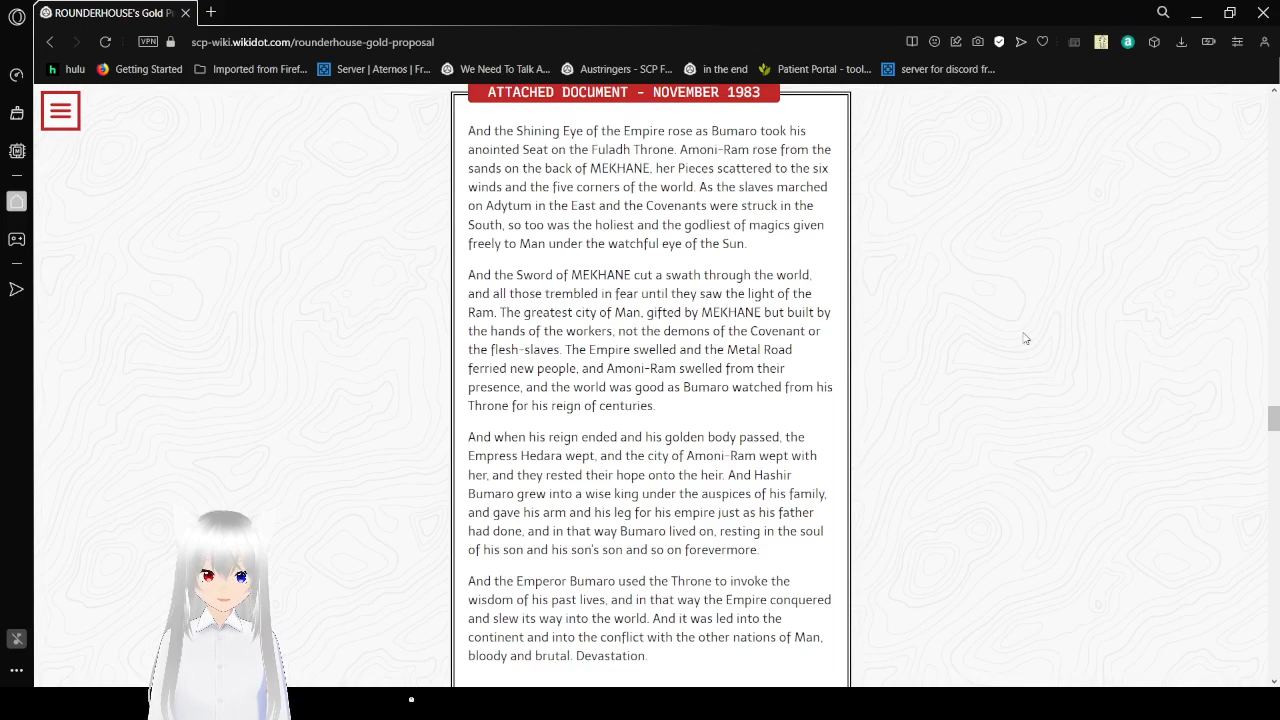 ROUNDERHOUSE's Gold P
scp-wiki.wikidot.com/rounderhouse-gold-proposal
VPN
hulu
Getting Started
Imported from Firef...
Server | Aternos | Fr...
We Need To Talk A...
Austringers - SCP F...
in the end
Patient Portal - tool...
server for discord fr...
ATTACHED DOCUMENT - NOVEMBER 1983
And the Shining Eye of the Empire rose as Bumaro took his
anointed Seat on the Fuladh Throne. Amoni-Ram rose from the
sands on the back of MEKHANE, her Pieces scattered to the six
winds and the five corners of the world. As the slaves marched
on Adytum in the East and the Covenants were struck in the
South, so too was the holiest and the godliest of magics given
freely to Man under the watchful eye of the Sun.
And the Sword of MEKHANE cut a swath through the world,
and all those trembled in fear until they saw the light of the
Ram. The greatest city of Man, gifted by MEKHANE but built by
the hands of the workers, not the demons of the Covenant or
the flesh-slaves. The Empire swelled and the Metal Road
ferried new people, and Amoni-Ram swelled from their
presence, and the world was good as Bumaro watched from his
Throne for his reign of centuries.
And when his reign ended and his golden body passed, the
Empress Hedara wept, and the city of Amoni-Ram wept with
her, and they rested their hope onto the heir. And Hashir
Bumaro grew into a wise king under the auspices of his family,
and gave his arm and his leg for his empire just as his father
had done, and in that way Bumaro lived on, resting in the soul
of his son and his son's son and so on forevermore.
And the Emperor Bumaro used the Throne to invoke the
wisdom of his past lives, and in that way the Empire conquered
and slew its way into the world. And it was led into the
continent and into the conflict with the other nations of Man,
bloody and brutal. Devastation.